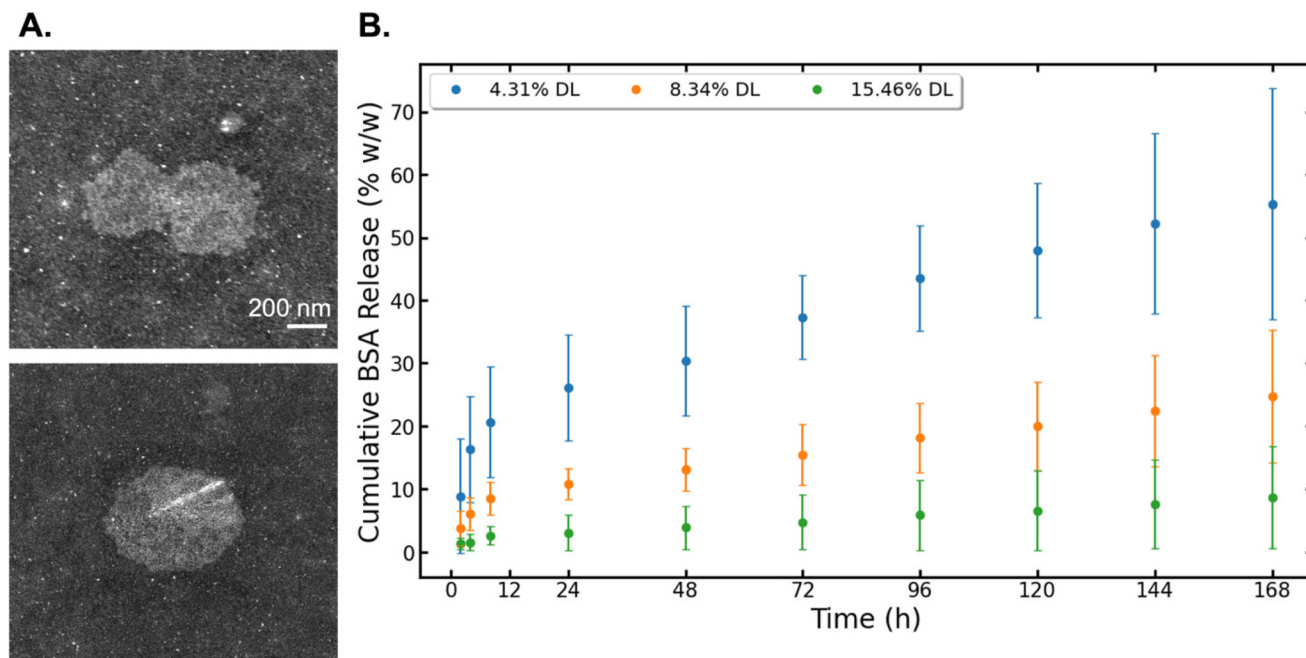 A.
B.
200 nm
4.31% DL 8.34% DL 15.46% DL
Cumulative BSA Release (% w/w)
70
60
50
40
30
20
10
0
0 12 24 48 72 96 120 144 168
Time (h)